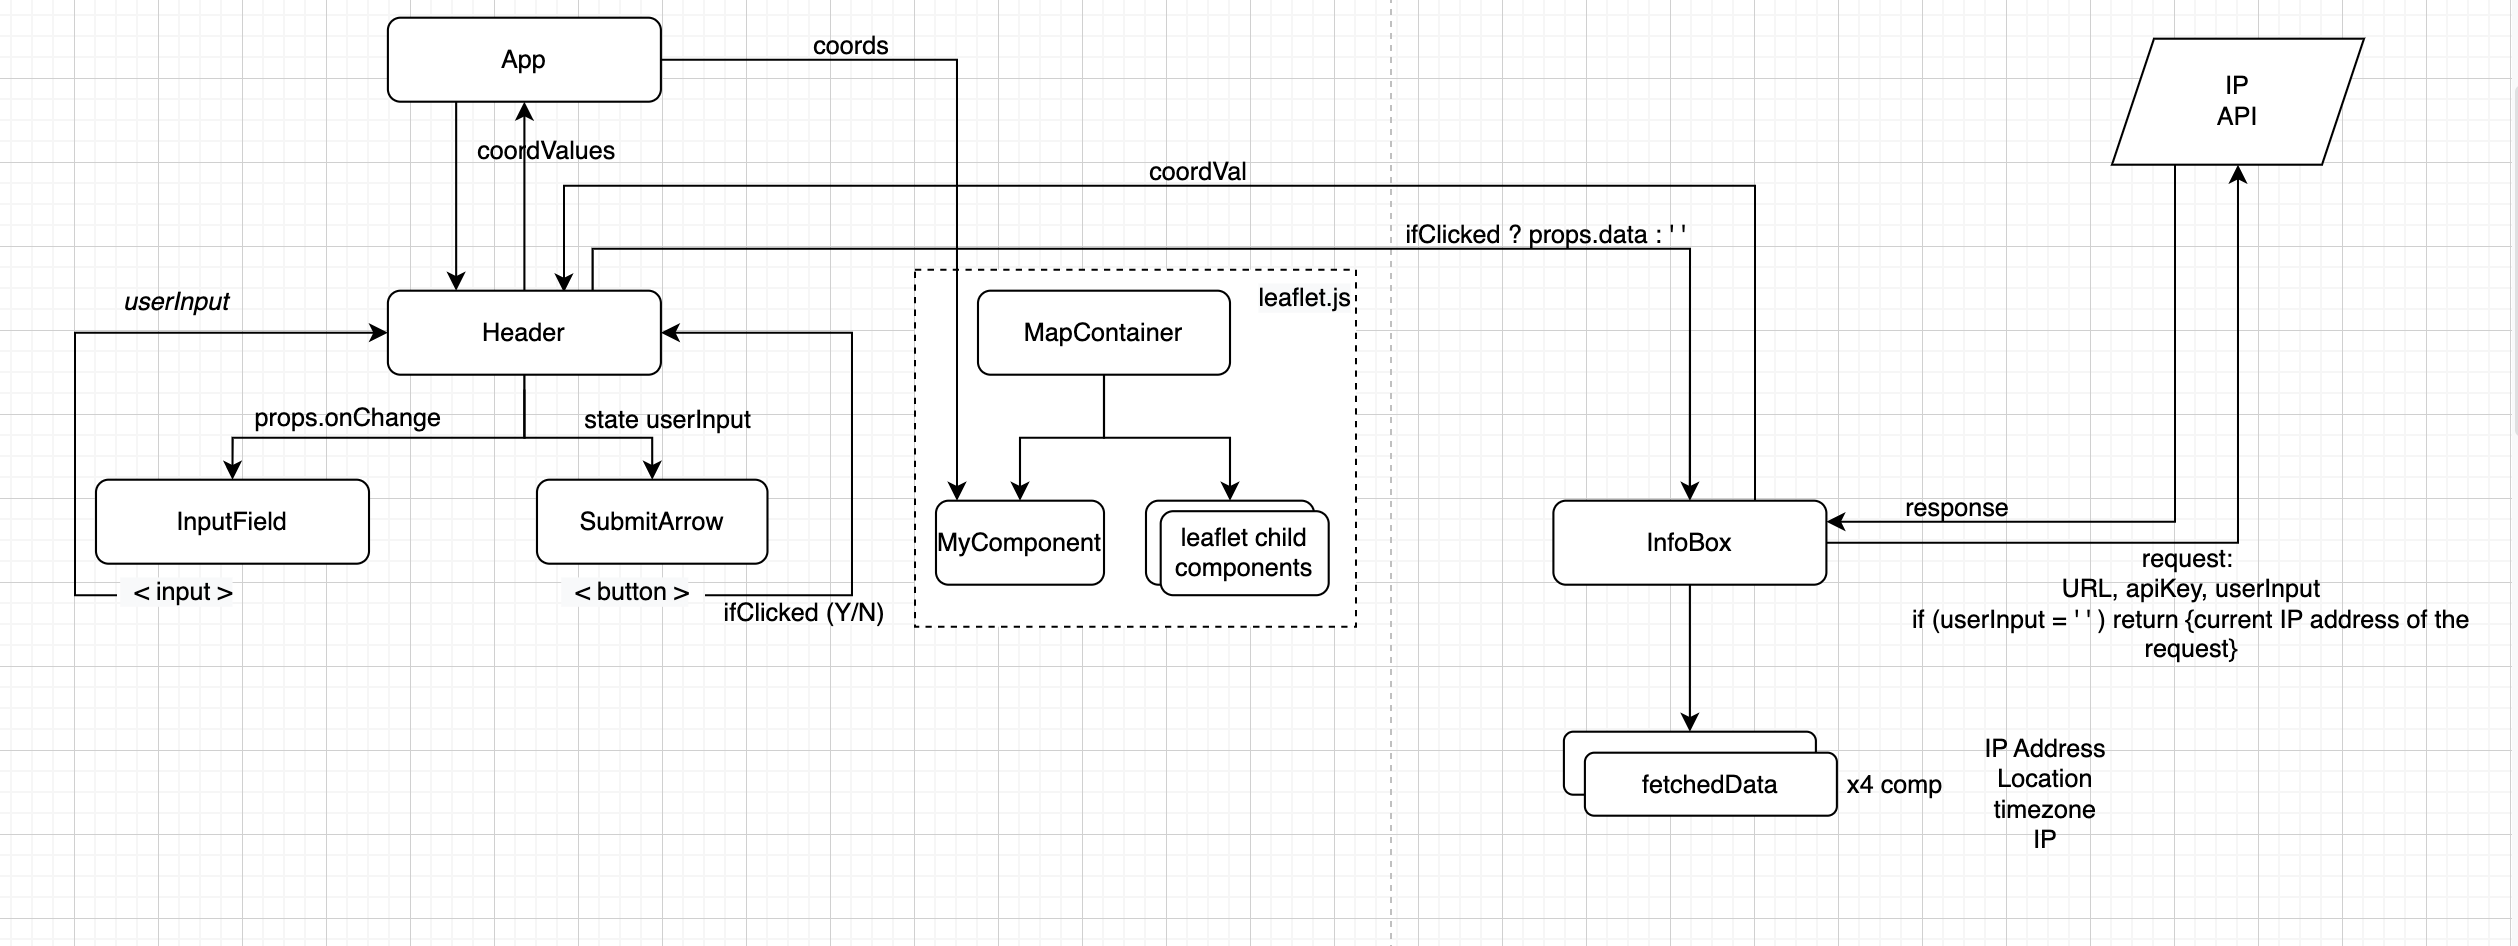 App
coords
IP
API
coordValues
coordVal
ifClicked ? props.data : ' '
userInput
leaflet.js
Header
MapContainer
props.onChange
state userInput
InputField
SubmitArrow
MyComponent
leaflet child
components
InfoBox
response
< input >
< button >
ifClicked (Y/N)
request:
URL, apiKey, userInput
if (userInput = ' ' ) return {current IP address of the
request}
fetchedData
x4 comp
IP Address
Location
timezone
IP